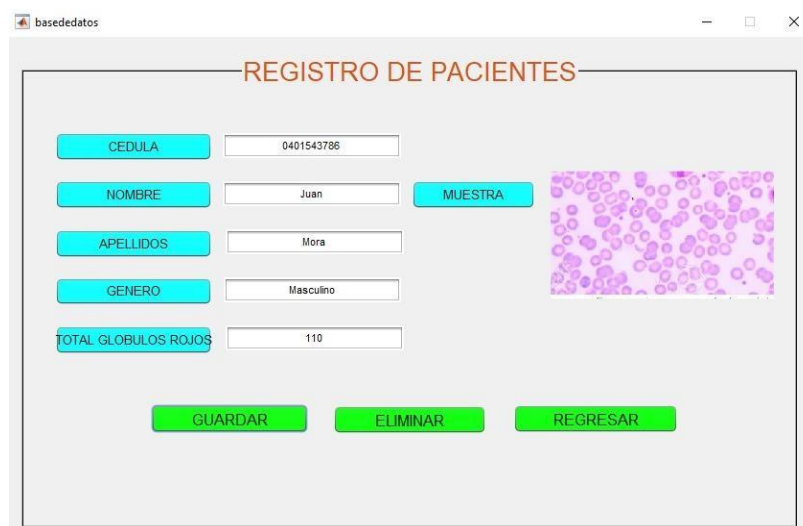 basededatos
REGISTRO DE PACIENTES
CEDULA 0401543786
NOMBRE Juan MUESTRA
APELLIDOS Mora
GENERO Masculino
TOTAL GLOBULOS ROJOS 110
GUARDAR ELIMINAR REGRESAR